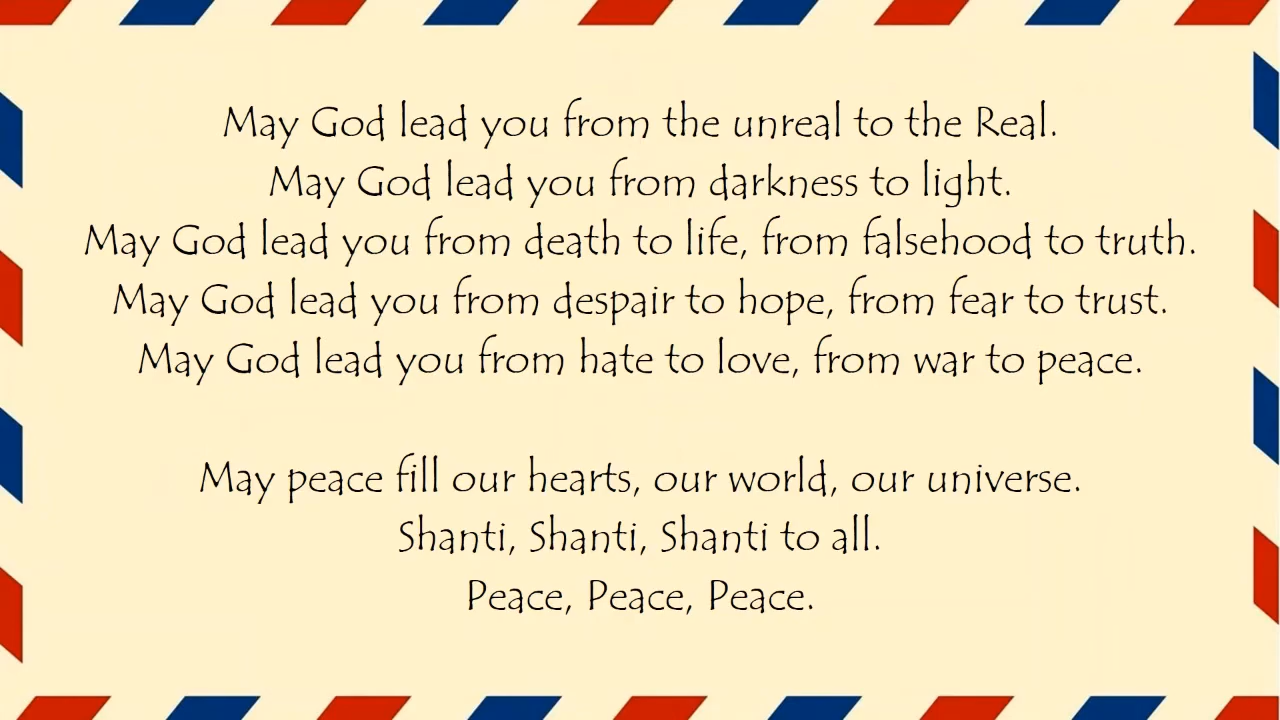 May God lead you from the unreal to the Real.
May God lead you from darkness to light.
May God lead you from death to life, from falsehood to truth.
May God lead you from despair to hope, from fear to trust.
May God lead you from hate to love, from war to peace.
May peace fill our hearts, our world, our universe.
Shanti, Shanti, Shanti to all.
Peace, Peace, Peace.